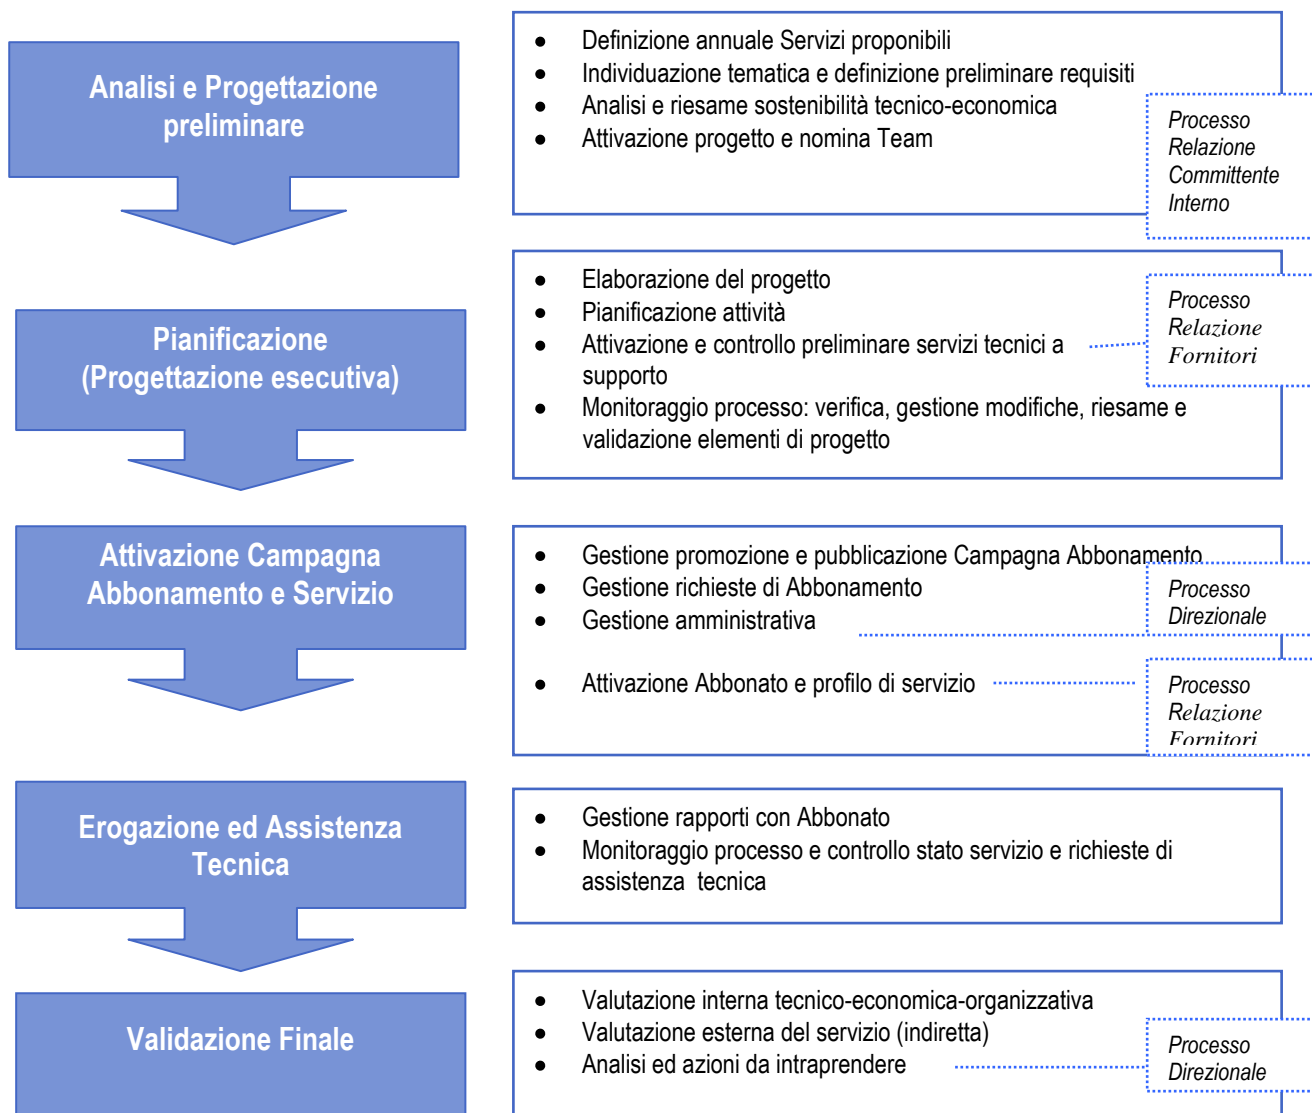 Analisi e Progettazione
preliminare
• Definizione annuale Servizi proponibili
• Individuazione tematica e definizione preliminare requisiti
• Analisi e riesame sostenibilità tecnico-economica
• Attivazione progetto e nomina Team
Processo
Relazione
Committente
Interno
Pianificazione
(Progettazione esecutiva)
• Elaborazione del progetto
• Pianificazione attività
• Attivazione e controllo preliminare servizi tecnici a
supporto
• Monitoraggio processo: verifica, gestione modifiche, riesame e
validazione elementi di progetto
Processo
Relazione
Fornitori
Attivazione Campagna
Abbonamento e Servizio
• Gestione promozione e pubblicazione Campagna Abbonamento
• Gestione richieste di Abbonamento
• Gestione amministrativa
• Attivazione Abbonato e profilo di servizio
Processo
Direzionale
Processo
Relazione
Fornitori
Erogazione ed Assistenza
Tecnica
• Gestione rapporti con Abbonato
• Monitoraggio processo e controllo stato servizio e richieste di
assistenza tecnica
Validazione Finale
• Valutazione interna tecnico-economica-organizzativa
• Valutazione esterna del servizio (indiretta)
• Analisi ed azioni da intraprendere
Processo
Direzionale